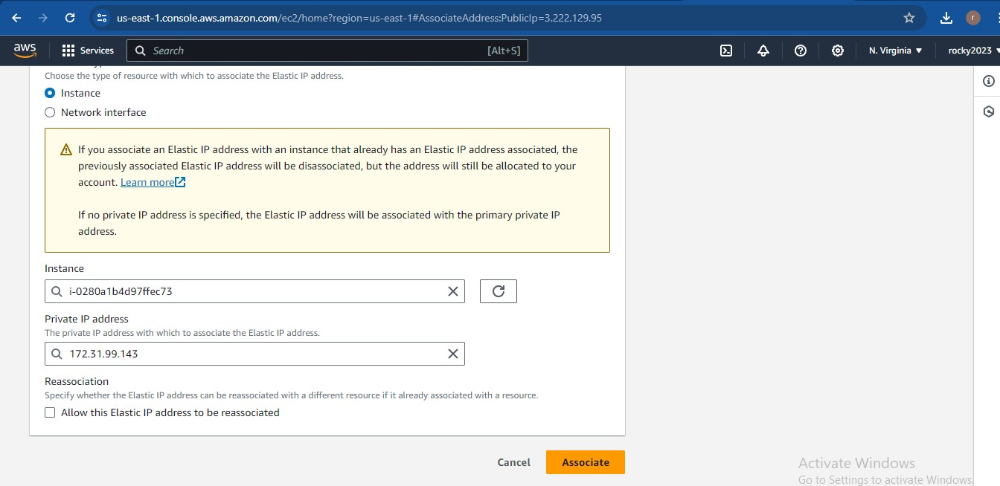 us-east-1.console.aws.amazon.com/ec2/home?region=us-east-1#AssociateAddress:PublicIp=3.222.129.95
r
aws
Services
Search
[Alt+S]
N. Virginia
rocky2023
Choose the type of resource with which to associate the Elastic IP address.
Instance
Network interface
If you associate an Elastic IP address with an instance that already has an Elastic IP address associated, the
previously associated Elastic IP address will be disassociated, but the address will still be allocated to your
account. Learn more
If no private IP address is specified, the Elastic IP address will be associated with the primary private IP
address.
Instance
i-0280a1b4d97ffec73
Private IP address
The private IP address with which to associate the Elastic IP address.
172.31.99.143
Reassociation
Specify whether the Elastic IP address can be reassociated with a different resource if it already associated with a resource.
Allow this Elastic IP address to be reassociated
Cancel
Associate
Activate Windows
Go to Settings to activate Windows.